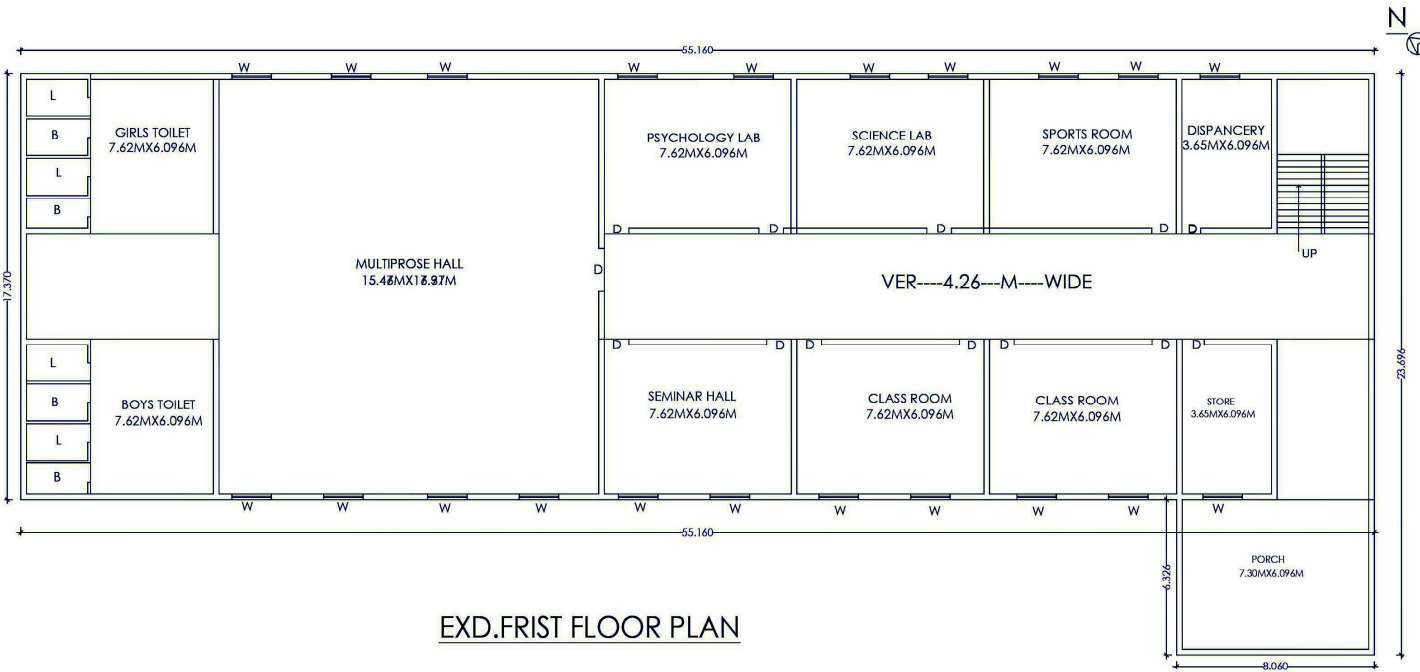 N
55.160
W W W W W W W W W W
L
B
L
B
GIRLS TOILET
7.62MX6.096M
PSYCHOLOGY LAB
7.62MX6.096M
SCIENCE LAB
7.62MX6.096M
SPORTS ROOM
7.62MX6.096M
DISPANCERY
3.65MX6.096M
D D D D D
UP
17.370
MULTIPROSE HALL
D
VER----4.26---M----WIDE
23.696
D D D D D D
L
B
L
B
BOYS TOILET
7.62MX6.096M
SEMINAR HALL
7.62MX6.096M
CLASS ROOM
7.62MX6.096M
CLASS ROOM
7.62MX6.096M
STORE
3.65MX6.096M
W W W W W W W W W W W
55.160
6.326
PORCH
7.30MX6.096M
EXD.FRIST FLOOR PLAN
8.060